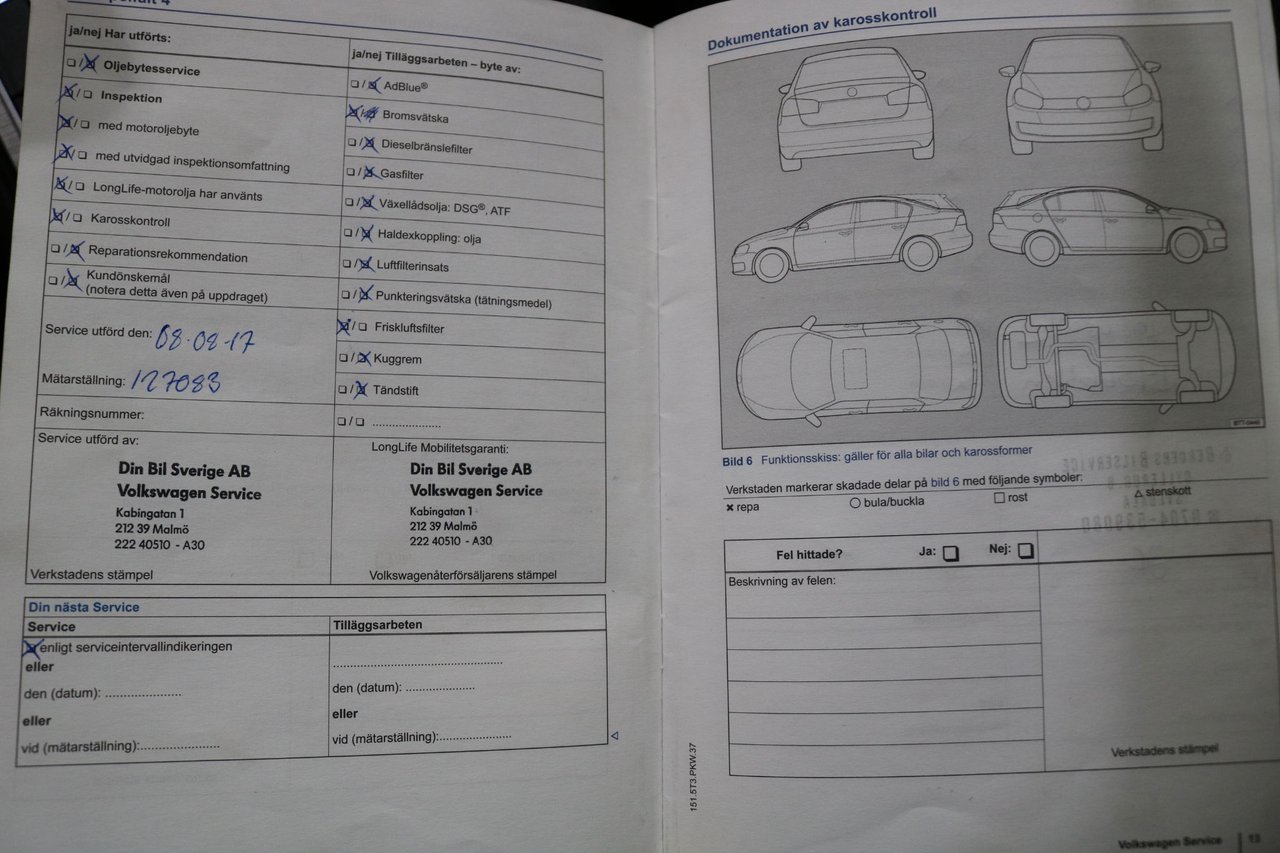 4
ja/nej Har utförts:
☐/☒ Oljebytesservice
☒/☐ Inspektion
☒/☐ med motoroljebyte
☒/☐ med utvidgad inspektionsomfattning
☒/☐ LongLife-motorolja har använts
☒/☐ Karosskontroll
☐/☒ Reparationsrekommendation
☐/☒ Kundönskemål
(notera detta även på uppdraget)
Service utförd den: 08-08-17
Mätarställning: 127083
Räkningsnummer:
Service utförd av:
Din Bil Sverige AB
Volkswagen Service
Kabingatan 1
212 39 Malmö
222 40510 - A30
Verkstadens stämpel
ja/nej Tilläggsarbeten – byte av:
☐/☒ AdBlue®
☒/☒ Bromsvätska
☐/☒ Dieselbränslefilter
☐/☒ Gasfilter
☐/☒ Växellådsolja: DSG®, ATF
☐/☒ Haldexkoppling: olja
☐/☒ Luftfilterinsats
☐/☒ Punkteringsvätska (tätningsmedel)
☒/☐ Friskluftsfilter
☐/☒ Kuggrem
☐/☒ Tändstift
☐/☐ .....................
LongLife Mobilitetsgaranti:
Din Bil Sverige AB
Volkswagen Service
Kabingatan 1
212 39 Malmö
222 40510 - A30
Volkswagenåterförsäljarens stämpel
Din nästa Service
Service
☒ enligt serviceintervallindikeringen
eller
den (datum): .......................
eller
vid (mätarställning):........................
Tilläggsarbeten
...................................................
den (datum): .....................
eller
vid (mätarställning):......................
Dokumentation av karosskontroll
Bild 6 Funktionsskiss: gäller för alla bilar och karossformer
Verkstaden markerar skadade delar på bild 6 med följande symboler:
✖ repa ○ bula/buckla □ rost △ stenskott
Fel hittade? Ja: ☐ Nej: ☐
Beskrivning av felen:
Verkstadens stämpel
151.5T3.PKW.37
Volkswagen Service